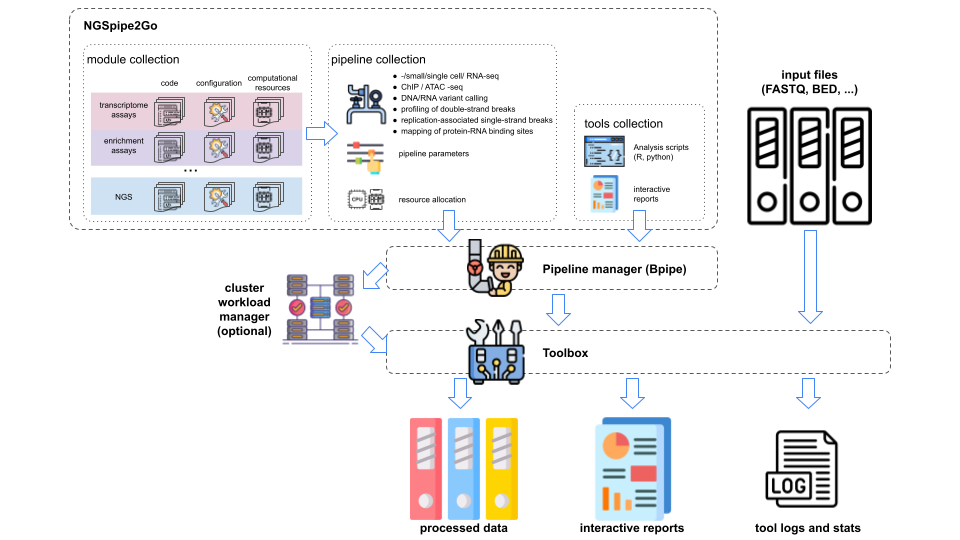 NGSpipe2Go
module collection
code
configuration
computational
resources
transcriptome
assays
enrichment
assays
...
NGS
pipeline collection
● -/small/single cell/ RNA-seq
● ChIP / ATAC -seq
● DNA/RNA variant calling
● profiling of double-strand breaks
● replication-associated single-strand breaks
● mapping of protein-RNA binding sites
pipeline parameters
CPU
resource allocation
tools collection
Analysis scripts
(R, python)
interactive
reports
input files
(FASTQ, BED, ...)
Pipeline manager (Bpipe)
cluster
workload
manager
(optional)
Toolbox
processed data
interactive reports
LOG
tool logs and stats